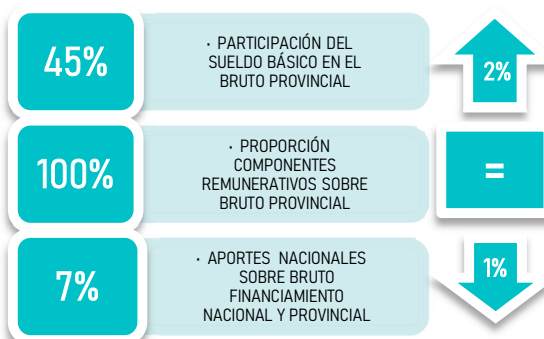 45%
· PARTICIPACIÓN DEL
SUELDO BÁSICO EN EL
BRUTO PROVINCIAL
2%
100%
· PROPORCIÓN
COMPONENTES
REMUNERATIVOS SOBRE
BRUTO PROVINCIAL
=
7%
· APORTES NACIONALES
SOBRE BRUTO
FINANCIAMIENTO
NACIONAL Y PROVINCIAL
1%